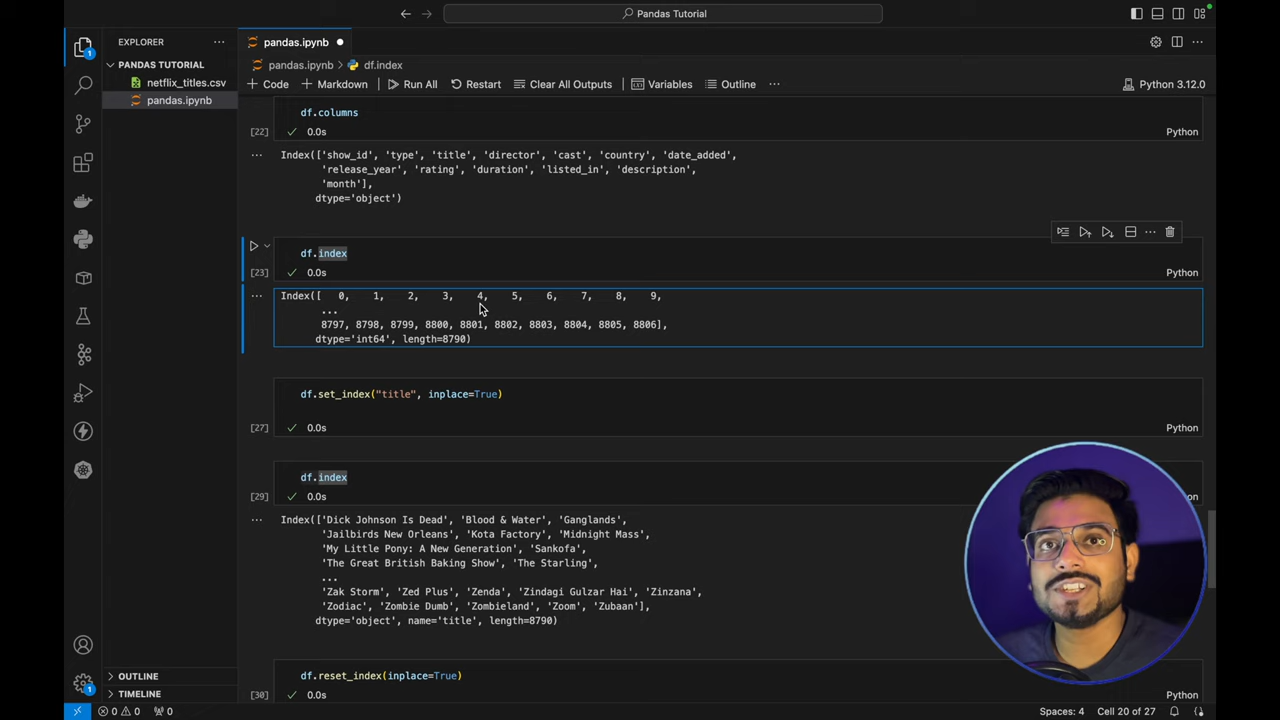 Pandas Tutorial
EXPLORER
PANDAS TUTORIAL
netflix_titles.csv
pandas.ipynb
1
pandas.ipynb
pandas.ipynb > df.index
Code
Markdown
Run All
Restart
Clear All Outputs
Variables
Outline
Python 3.12.0
df.columns
[22]
0.0s
Python
Index(['show_id', 'type', 'title', 'director', 'cast', 'country', 'date_added',
'release_year', 'rating', 'duration', 'listed_in', 'description',
'month'],
dtype='object')
df.index
[23]
0.0s
Python
Index([ 0, 1, 2, 3, 4, 5, 6, 7, 8, 9,
...
8797, 8798, 8799, 8800, 8801, 8802, 8803, 8804, 8805, 8806],
dtype='int64', length=8790)
df.set_index("title", inplace=True)
[27]
0.0s
Python
df.index
[29]
0.0s
Index(['Dick Johnson Is Dead', 'Blood & Water', 'Ganglands',
'Jailbirds New Orleans', 'Kota Factory', 'Midnight Mass',
'My Little Pony: A New Generation', 'Sankofa',
'The Great British Baking Show', 'The Starling',
...
'Zak Storm', 'Zed Plus', 'Zenda', 'Zindagi Gulzar Hai', 'Zinzana',
'Zodiac', 'Zombie Dumb', 'Zombieland', 'Zoom', 'Zubaan'],
dtype='object', name='title', length=8790)
df.reset_index(inplace=True)
[30]
0.0s
Python
OUTLINE
TIMELINE
1
0 0 0
Spaces: 4
Cell 20 of 27